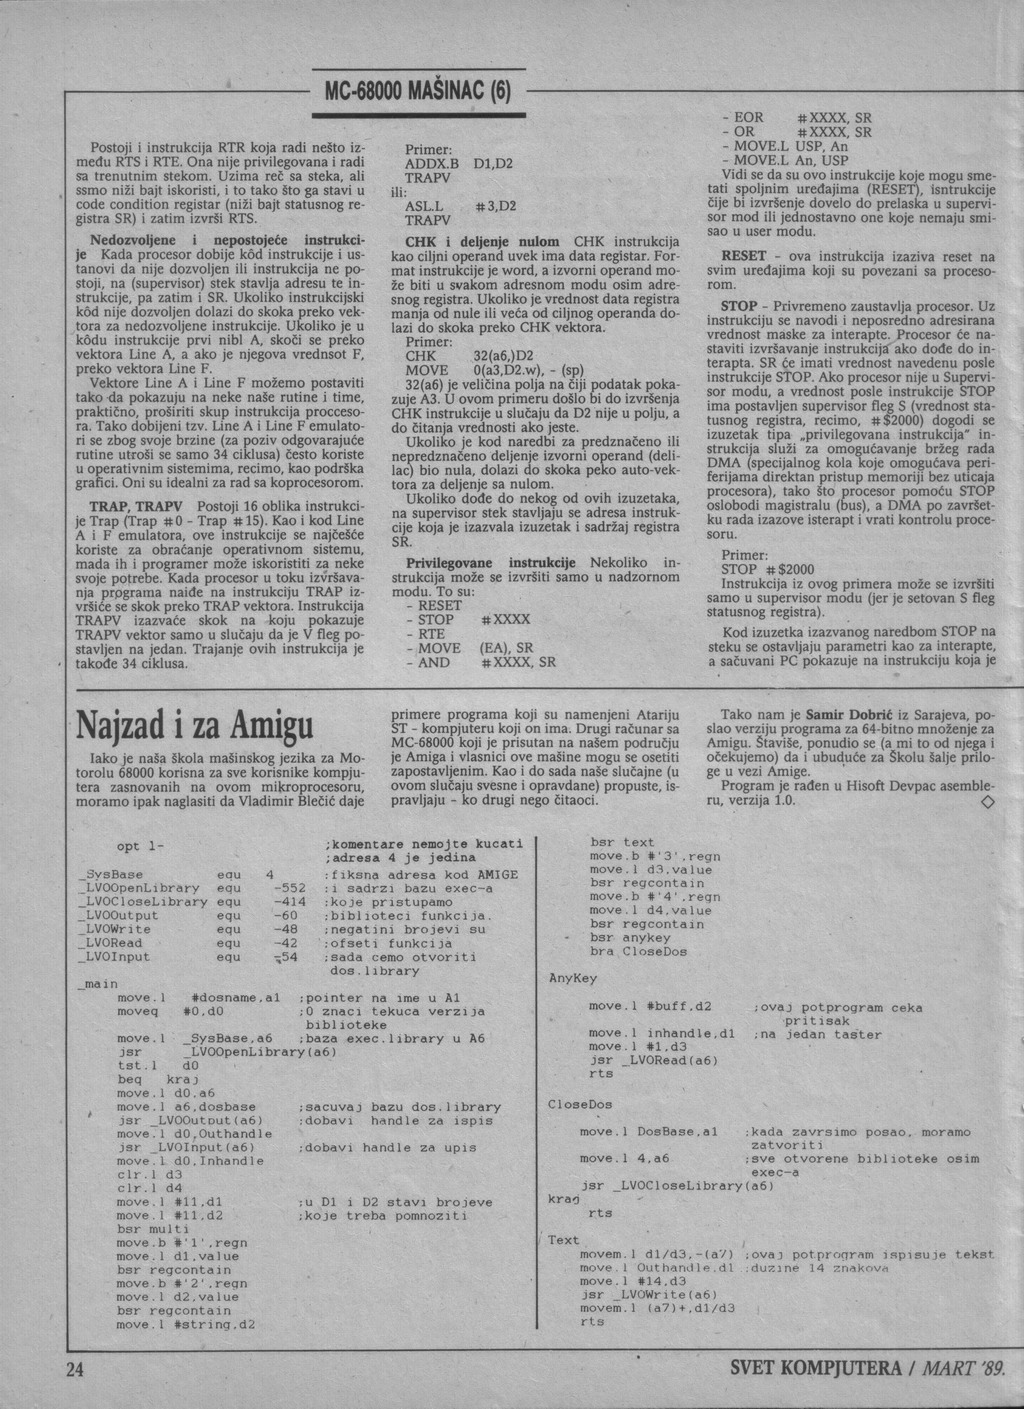 MC-68000 MAŠINAC (6)
Postoji i instrukcija RTR koja radi nešto iz-
među RTS i RTE. Ona nije privilegovana i radi
sa trenutnim stekom. Uzima reč sa steka, ali
ssmo niži bajt iskoristi, i to tako što ga stavi u
code condition registar (niži bajt statusnog re-
gistra SR) i zatim izvrši RTS.
Nedozvoljene i nepostojeće instrukci-
je Kada procesor dobije kôd instrukcije i us-
tanovi da nije dozvoljen ili instrukcija ne po-
stoji, na (supervisor) stek stavlja adresu te in-
strukcije, pa zatim i SR. Ukoliko instrukcijski
kôd nije dozvoljen dolazi do skoka preko vek-
tora za nedozvoljene instrukcije. Ukoliko je u
kôdu instrukcije prvi nibl A, skoči se preko
vektora Line A, a ako je njegova vrednsot F,
preko vektora Line F.
Vektore Line A i Line F možemo postaviti
tako da pokazuju na neke naše rutine i time,
praktično, proširiti skup instrukcija procceso-
ra. Tako dobijeni tzv. Line A i Line F emulato-
ri se zbog svoje brzine (za poziv odgovarajuće
rutine utroši se samo 34 ciklusa) često koriste
u operativnim sistemima, recimo, kao podrška
grafici. Oni su idealni za rad sa koprocesorom.
TRAP, TRAPV Postoji 16 oblika instrukci-
je Trap (Trap #0 - Trap #15). Kao i kod Line
A i F emulatora, ove instrukcije se najčešće
koriste za obraćanje operativnom sistemu,
mada ih i programer može iskoristiti za neke
svoje potrebe. Kada procesor u toku izvršava-
nja programa naiđe na instrukciju TRAP iz-
vršiće se skok preko TRAP vektora. Instrukcija
TRAPV izazvaće skok na koju pokazuje
TRAPV vektor samo u slučaju da je V fleg po-
stavljen na jedan. Trajanje ovih instrukcija je
takođe 34 ciklusa.
Primer:
ADDX.B D1,D2
TRAPV
ili:
ASL.L #3,D2
TRAPV
CHK i deljenje nulom CHK instrukcija
kao ciljni operand uvek ima data registar. For-
mat instrukcije je word, a izvorni operand mo-
že biti u svakom adresnom modu osim adre-
snog registra. Ukoliko je vrednost data registra
manja od nule ili veća od ciljnog operanda do-
lazi do skoka preko CHK vektora.
Primer:
CHK 32(a6,)D2
MOVE 0(a3,D2.w), - (sp)
32(a6) je veličina polja na čiji podatak poka-
zuje A3. U ovom primeru došlo bi do izvršenja
CHK instrukcije u slučaju da D2 nije u polju, a
do čitanja vrednosti ako jeste.
Ukoliko je kod naredbi za predznačeno ili
nepredznačeno deljenje izvorni operand (deli-
lac) bio nula, dolazi do skoka peko auto-vek-
tora za deljenje sa nulom.
Ukoliko dođe do nekog od ovih izuzetaka,
na supervisor stek stavljaju se adresa instruk-
cije koja je izazvala izuzetak i sadržaj registra
SR.
Privilegovane instrukcije Nekoliko in-
strukcija može se izvršiti samo u nadzornom
modu. To su:
- RESET
- STOP #XXXX
- RTE
- MOVE (EA), SR
- AND #XXXX, SR
- EOR #XXXX, SR
- OR #XXXX, SR
- MOVE.L USP, An
- MOVE.L An, USP
Vidi se da su ovo instrukcije koje mogu sme-
tati spoljnim uređajima (RESET), isntrukcije
čije bi izvršenje dovelo do prelaska u supervi-
sor mod ili jednostavno one koje nemaju smi-
sao u user modu.
RESET - ova instrukcija izaziva reset na
svim uređajima koji su povezani sa proceso-
rom.
STOP - Privremeno zaustavlja procesor. Uz
instrukciju se navodi i neposredno adresirana
vrednost maske za interapte. Procesor će na-
staviti izvršavanje instrukcija ako dođe do in-
terapta. SR će imati vrednost navedenu posle
instrukcije STOP. Ako procesor nije u Supervi-
sor modu, a vrednost posle instrukcije STOP
ima postavljen supervisor fleg S (vrednost sta-
tusnog registra, recimo, #$2000) dogodi se
izuzetak tipa „privilegovana instrukcija" in-
strukcija služi za omogućavanje bržeg rada
DMA (specijalnog kola koje omogućava peri-
ferijama direktan pristup memoriji bez uticaja
procesora), tako što procesor pomoću STOP
oslobodi magistralu (bus), a DMA po završet-
ku rada izazove isterapt i vrati kontrolu proce-
soru.
Primer:
STOP #$2000
Instrukcija iz ovog primera može se izvršiti
samo u supervisor modu (jer je setovan S fleg
statusnog registra).
Kod izuzetka izazvanog naredbom STOP na
steku se ostavljaju parametri kao za interapte,
a sačuvani PC pokazuje na instrukciju koja je
Najzad i za Amigu
Iako je naša škola mašinskog jezika za Mo-
torolu 68000 korisna za sve korisnike kompju-
tera zasnovanih na ovom mikroprocesoru,
moramo ipak naglasiti da Vladimir Blečić daje
primere programa koji su namenjeni Atariju
ST - kompjuteru koji on ima. Drugi računar sa
MC-68000 koji je prisutan na našem području
je Amiga i vlasnici ove mašine mogu se osetiti
zapostavljenim. Kao i do sada naše slučajne (u
ovom slučaju svesne i opravdane) propuste, is-
pravljaju - ko drugi nego čitaoci.
Tako nam je Samir Dobrić iz Sarajeva, po-
slao verziju programa za 64-bitno množenje za
Amigu. Štaviše, ponudio se (a mi to od njega i
očekujemo) da i ubuduće za Školu šalje prilo-
ge u vezi Amige.
Program je rađen u Hisoft Devpac asemble-
ru, verzija 1.0.
opt l- ;komentare nemojte kucati
;adresa 4 je jedina
_SysBase equ 4 ;fiksna adresa kod AMIGE
_LVOOpenLibrary equ -552 ;i sadrzi bazu exec-a
_LVOCloseLibrary equ -414 ;koje pristupamo
_LVOOutput equ -60 ;biblioteci funkcija.
_LVOWrite equ -48 ;negatini brojevi su
_LVORead equ -42 ;ofseti funkcija
_LVOInput equ -54 ;sada cemo otvoriti
dos.library
_main
move.l #dosname,a1 ;pointer na ime u A1
moveq #0,d0 ;0 znaci tekuca verzija
biblioteke
move.l _SysBase,a6 ;baza exec.library u A6
jsr _LVOOpenLibrary(a6)
tst.l d0
beq kraj
move.l d0,a6
move.l a6,dosbase ;sacuvaj bazu dos.library
jsr _LVOOutput(a6) ;dobavi handle za ispis
move.l d0,Outhandle
jsr _LVOInput(a6) ;dobavi handle za upis
move.l d0,Inhandle
clr.l d3
clr.l d4
move.l #11,d1 ;u D1 i D2 stavi brojeve
move.l #11,d2 ;koje treba pomnoziti
bsr multi
move.b #'1',regn
move.l d1,value
bsr regcontain
move.b #'2',regn
move.l d2,value
bsr regcontain
move.l #string,d2
bsr text
move.b #'3',regn
move.l d3,value
bsr regcontain
move.b #'4',regn
move.l d4,value
bsr regcontain
bsr anykey
bra CloseDos
AnyKey
move.l #buff,d2 ;ovaj potprogram ceka
pritisak
move.l inhandle,d1 ;na jedan taster
move.l #1,d3
jsr _LVORead(a6)
rts
CloseDos
move.l DosBase,a1 ;kada zavrsimo posao, moramo
zatvoriti
move.l 4,a6 ;sve otvorene biblioteke osim
exec-a
jsr _LVOCloseLibrary(a6)
kraj
rts
Text
movem.l d1/d3,-(a7) ;ovaj potprogram ispisuje tekst
move.l Outhandle,d1 ;duzine 14 znakova
move.l #14,d3
jsr _LVOWrite(a6)
movem.l (a7)+,d1/d3
rts
24
SVET KOMPJUTERA / MART '89.